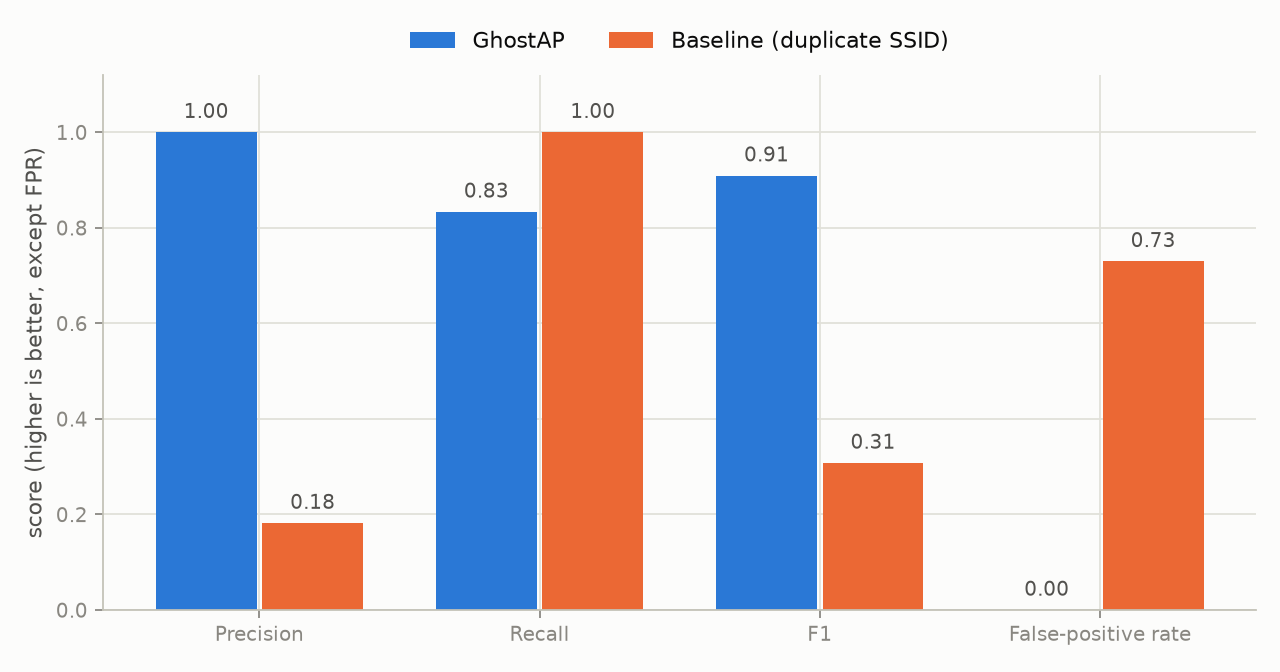 GhostAP
Baseline (duplicate SSID)
score (higher is better, except FPR)
1.0
0.8
0.6
0.4
0.2
0.0
1.00
0.18
0.83
1.00
0.91
0.31
0.00
0.73
Precision
Recall
F1
False-positive rate